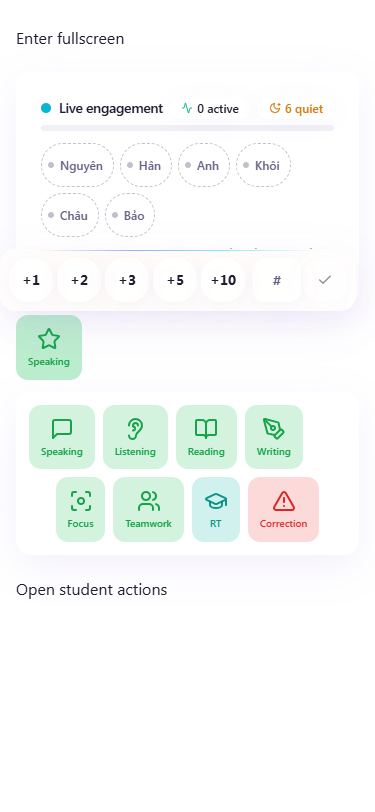 Enter fullscreen
Live engagement 0 active 6 quiet
Nguyên Hân Anh Khôi
Châu Bảo
+1 +2 +3 +5 +10 #
Speaking
Speaking Listening Reading Writing
Focus Teamwork RT Correction
Open student actions